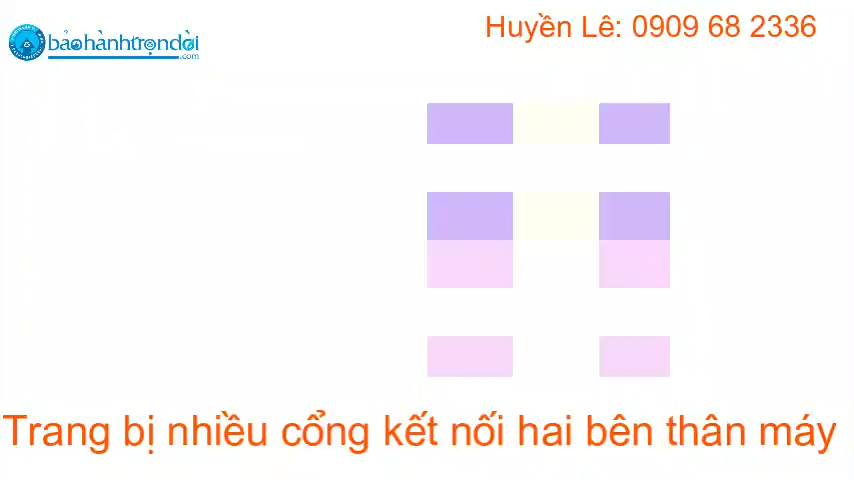 Huyền Lê: 0909 68 2336
bảohànhtrọnđời
.com
Trang bị nhiều cổng kết nối hai bên thân máy